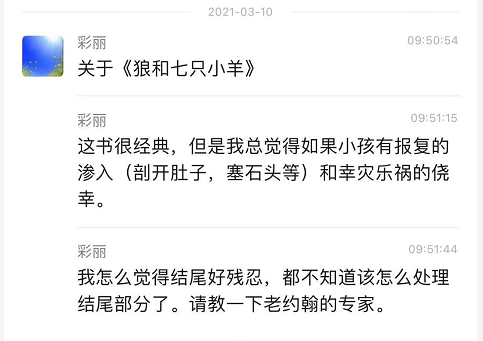 2021-03-10
彩丽 09:50:54
关于《狼和七只小羊》
彩丽 09:51:15
这书很经典，但是我总觉得如果小孩有报复的
渗入（剖开肚子，塞石头等）和幸灾乐祸的侥
幸。
彩丽 09:51:44
我怎么觉得结尾好残忍，都不知道该怎么处理
结尾部分了。请教一下老约翰的专家。